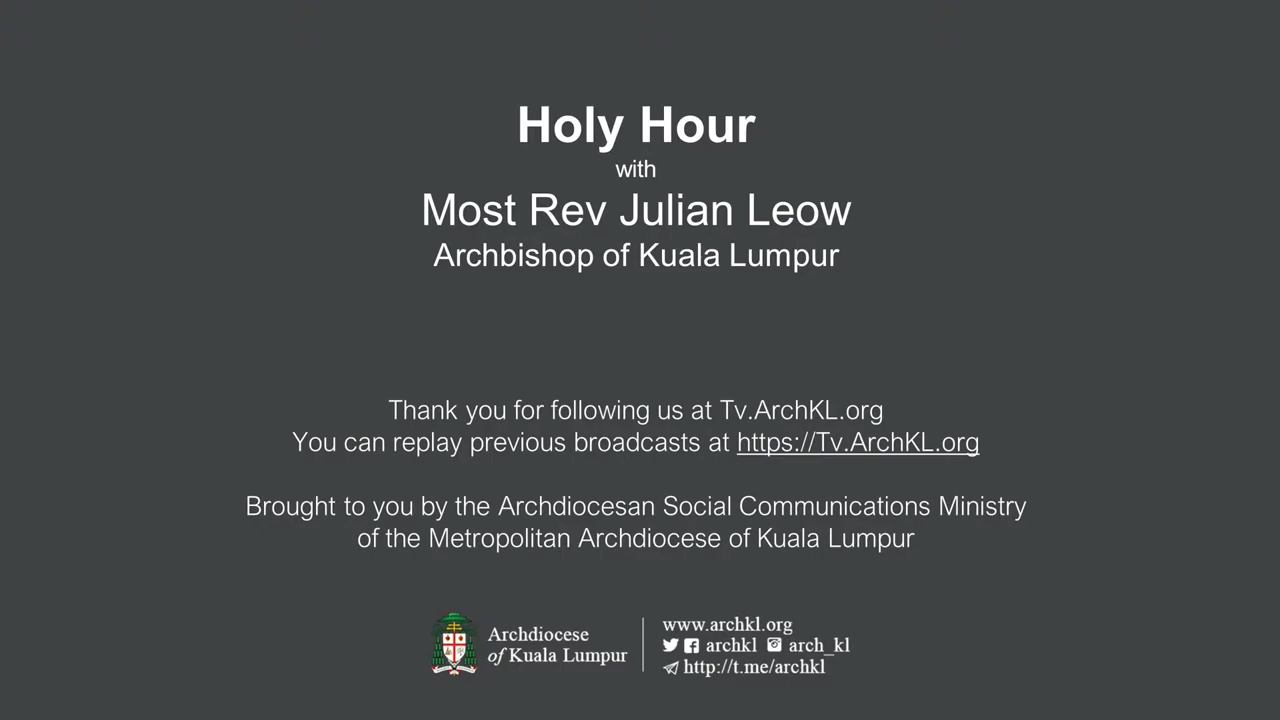 Holy Hour
with
Most Rev Julian Leow
Archbishop of Kuala Lumpur
Thank you for following us at Tv.ArchKL.org
You can replay previous broadcasts at https://Tv.ArchKL.org
Brought to you by the Archdiocesan Social Communications Ministry
of the Metropolitan Archdiocese of Kuala Lumpur
Archdiocese
of Kuala Lumpur
www.archkl.org
archkl arch_kl
http://t.me/archkl